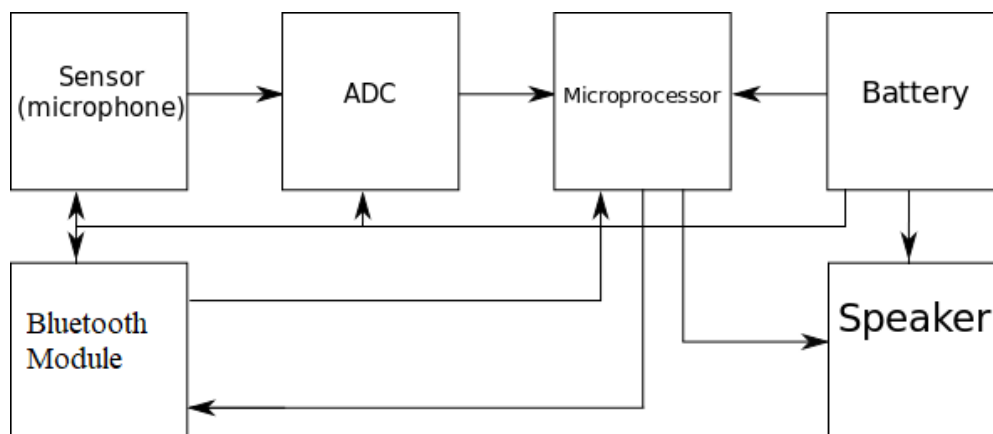 Sensor
(microphone)
ADC
Microprocessor
Battery
Bluetooth
Module
Speaker